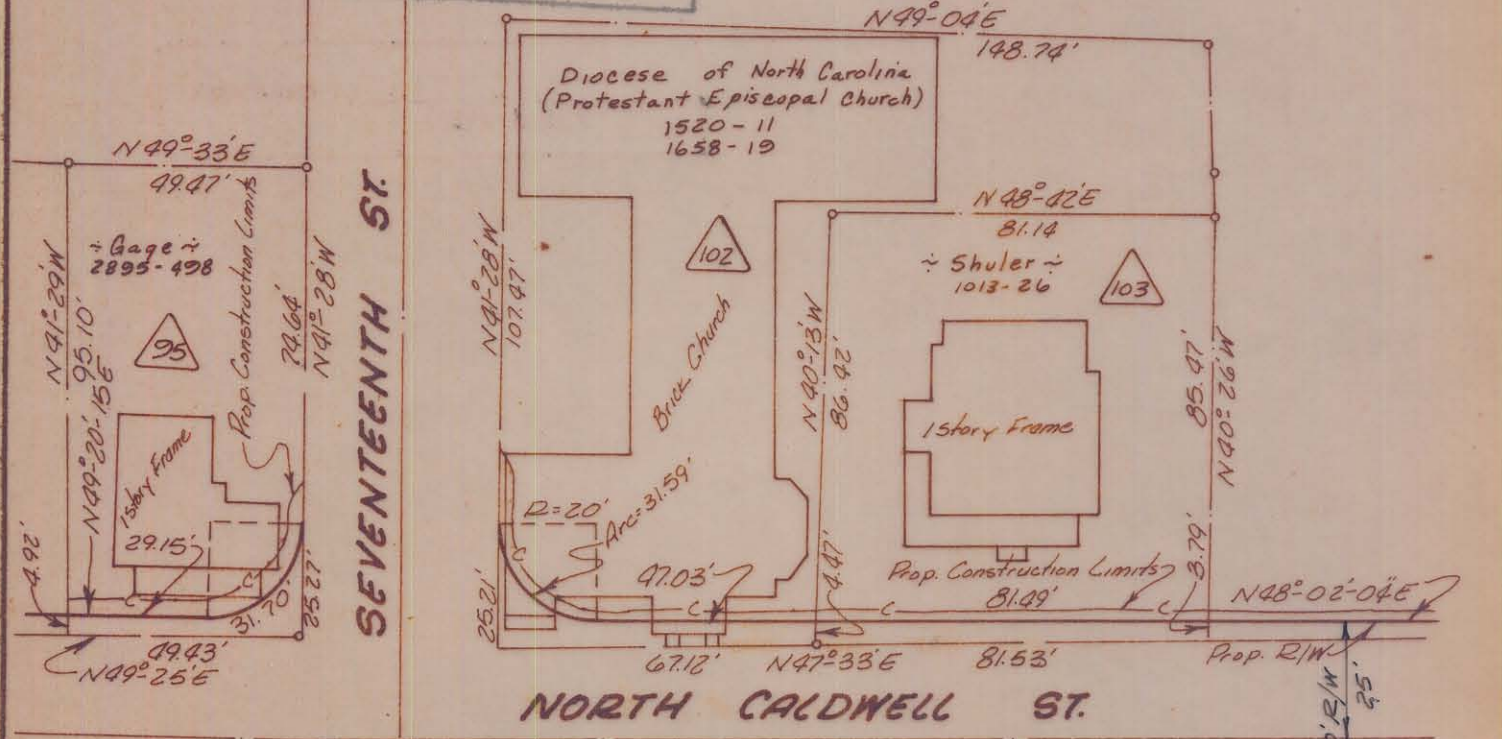 N49°-04'E
148.74'
Diocese of North Carolina
(Protestant Episcopal Church)
1520-11
1658-19
N49°-33'E
49.47'
÷ Gage ÷
2895-498
95
N41°-29'W
95.10'
N49°-20'-15"E
Prop. Construction Limits
74.64'
N41°-28'W
1 Story Frame
29.15'
C
C
4.92'
31.70'
25.27'
49.43'
N49°-25'E
SEVENTEENTH ST.
N41°-28'W
107.47'
102
Brick Church
R=20'
Arc=31.59'
C
C
47.03'
25.21'
67.12'
N48°-42'E
81.14
÷ Shuler ÷
1013-26
103
N40°-13'W
86.42'
1 Story Frame
85.47'
N40°-26'W
4.47'
Prop. Construction Limits
81.49'
C
C
3.79'
N48°-02'-04"E
N47°-33'E
81.53'
Prop. R/W
R/W
25'
NORTH CALDWELL ST.